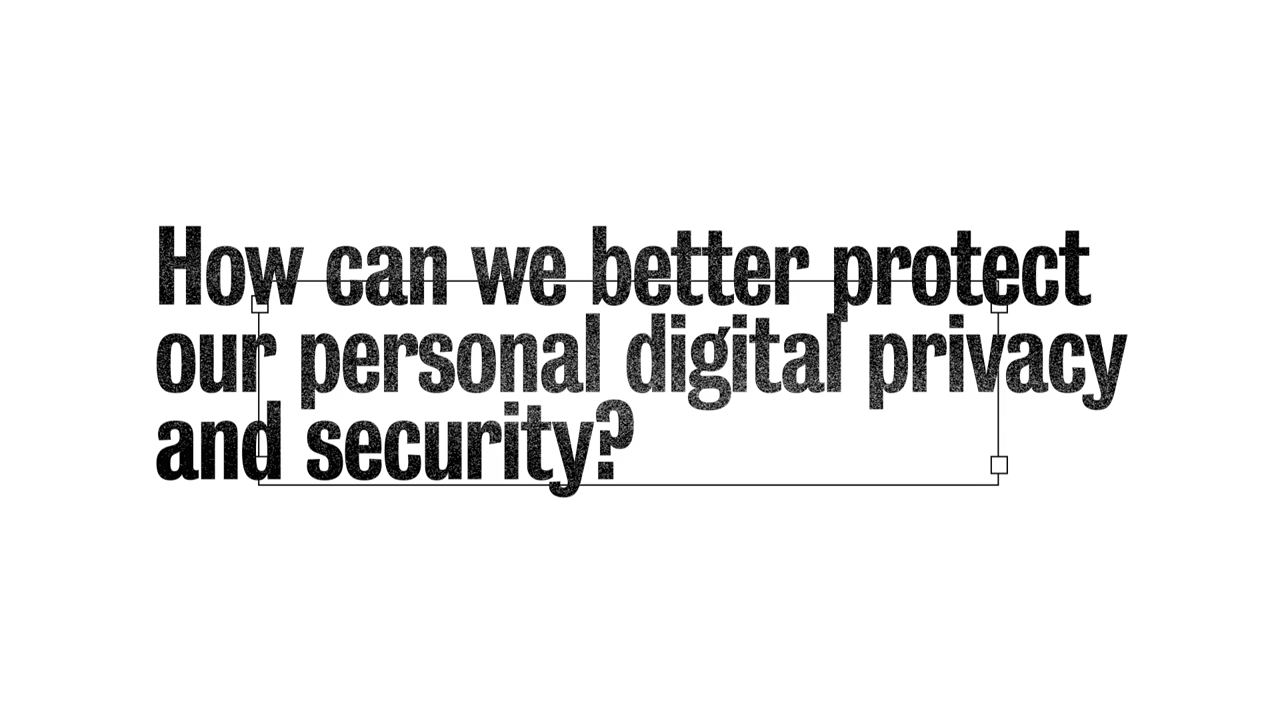 How can we better protect
our personal digital privacy
and security?